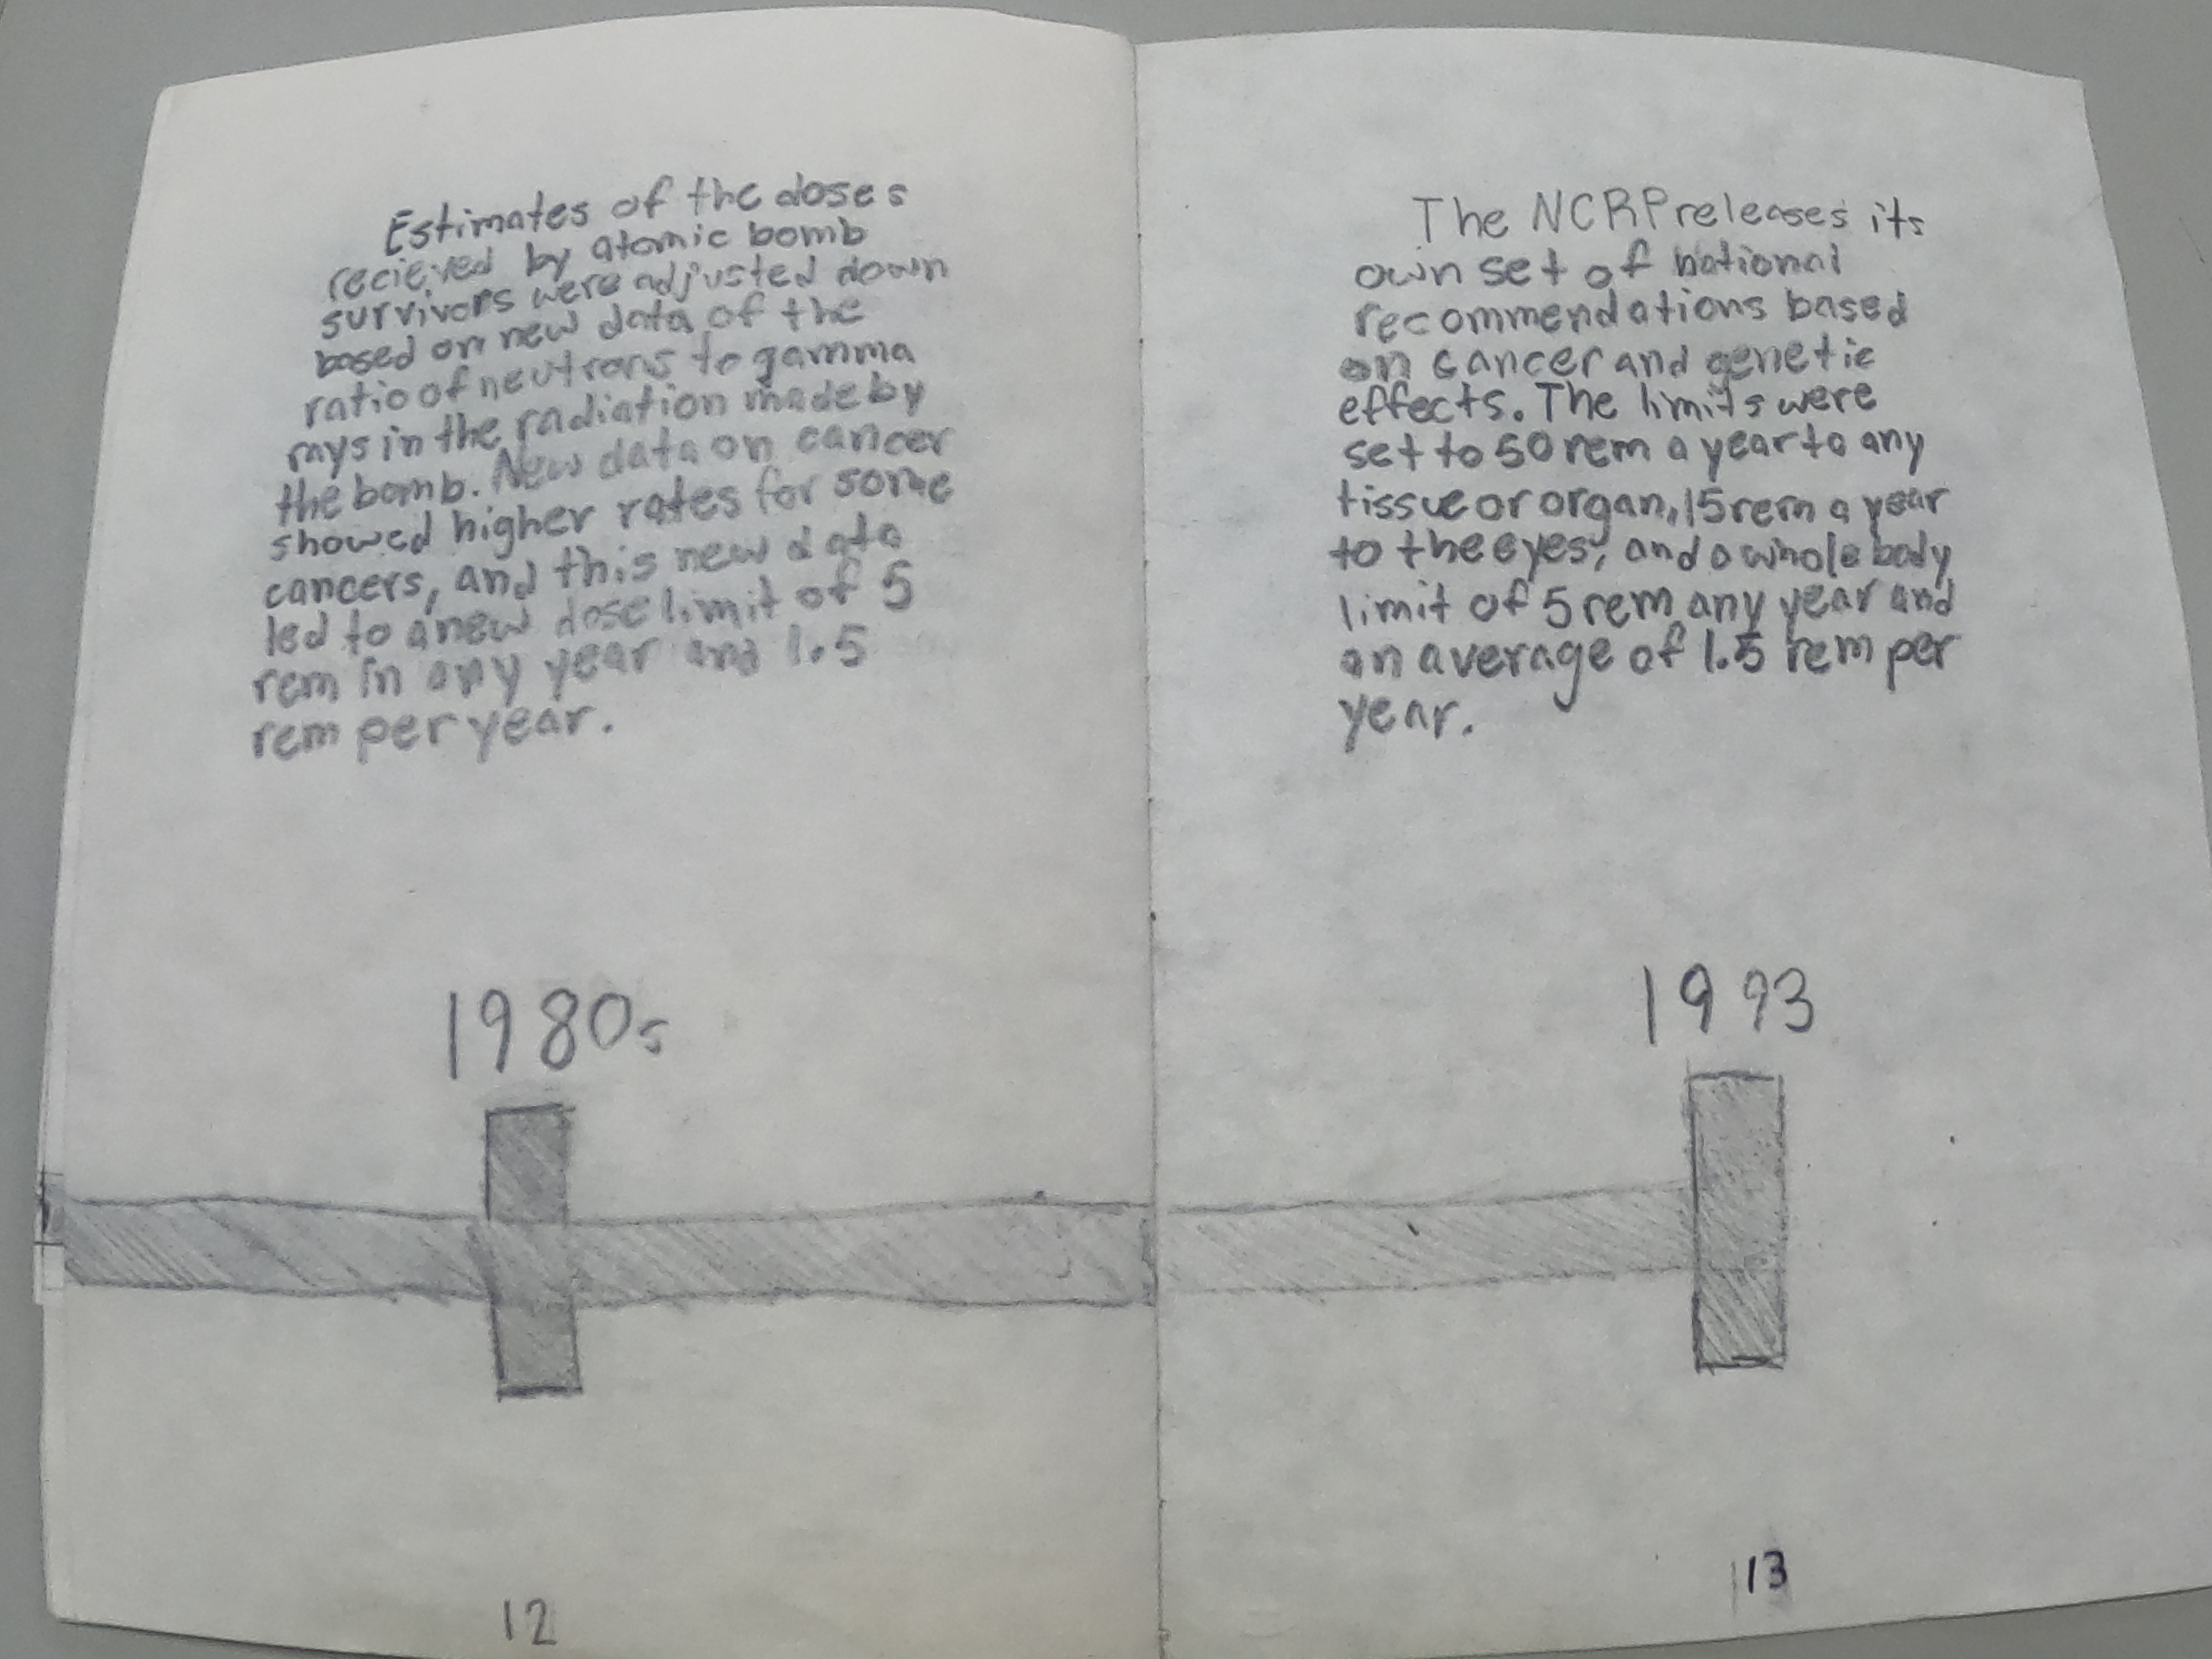 Estimates of the doses
recieved by atomic bomb
survivors were adjusted down
based on new data of the
ratio of neutrons to gamma
rays in the radiation made by
the bomb. New data on cancer
showed higher rates for some
cancers, and this new data
led to a new dose limit of 5
rem in any year and 1.5
rem per year.
1980s
12
The NCRP releases its
own set of national
recommendations based
on cancer and genetic
effects. The limits were
set to 50 rem a year to any
tissue or organ, 15 rem a year
to the eyes, and a whole body
limit of 5 rem any year and
an average of 1.5 rem per
year.
1993
13